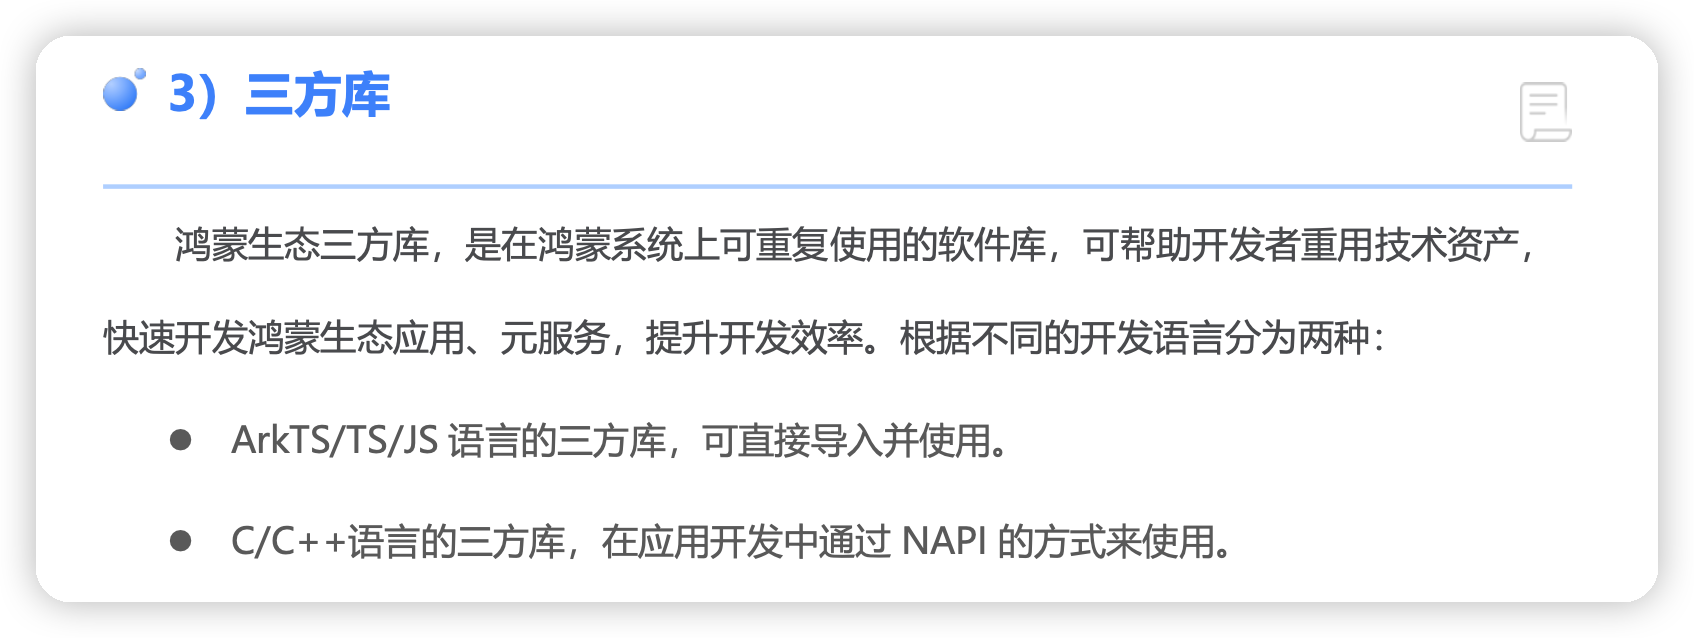 3）三方库
鸿蒙生态三方库，是在鸿蒙系统上可重复使用的软件库，可帮助开发者重用技术资产，
快速开发鸿蒙生态应用、元服务，提升开发效率。根据不同的开发语言分为两种：
● ArkTS/TS/JS 语言的三方库，可直接导入并使用。
● C/C++语言的三方库，在应用开发中通过 NAPI 的方式来使用。